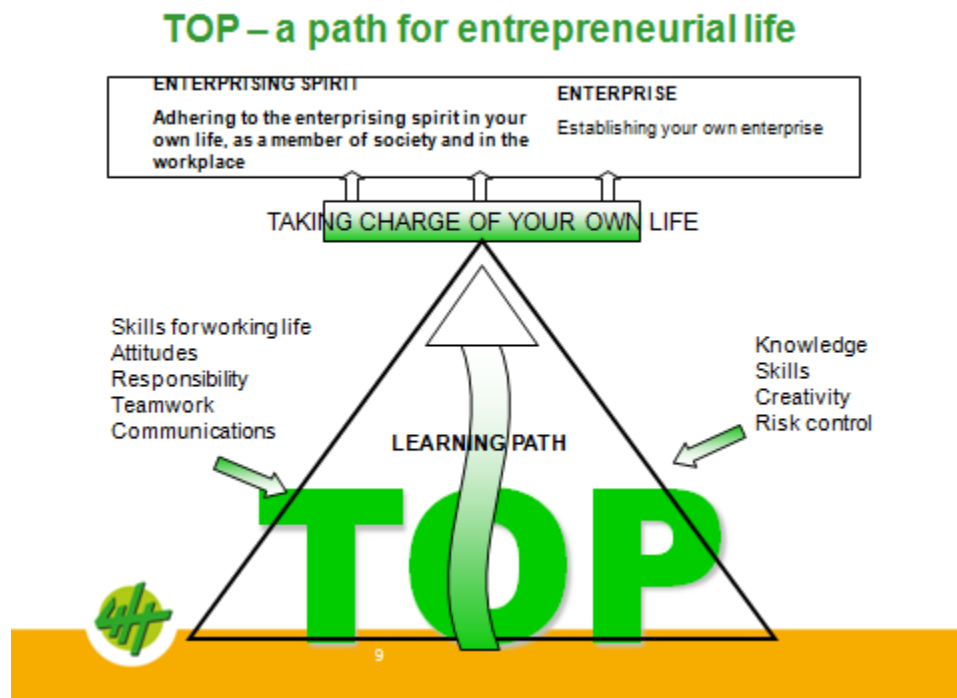 TOP – a path for entrepreneurial life
ENTERPRISING SPIRIT
Adhering to the enterprising spirit in your
own life, as a member of society and in the
workplace
ENTERPRISE
Establishing your own enterprise
TAKING CHARGE OF YOUR OWN LIFE
Skills for working life
Attitudes
Responsibility
Teamwork
Communications
Knowledge
Skills
Creativity
Risk control
LEARNING PATH
TOP
4H
9